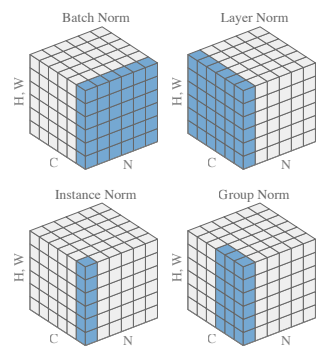 Batch Norm
Layer Norm
H, W
C
N
H, W
C
N
Instance Norm
Group Norm
H, W
C
N
H, W
C
N